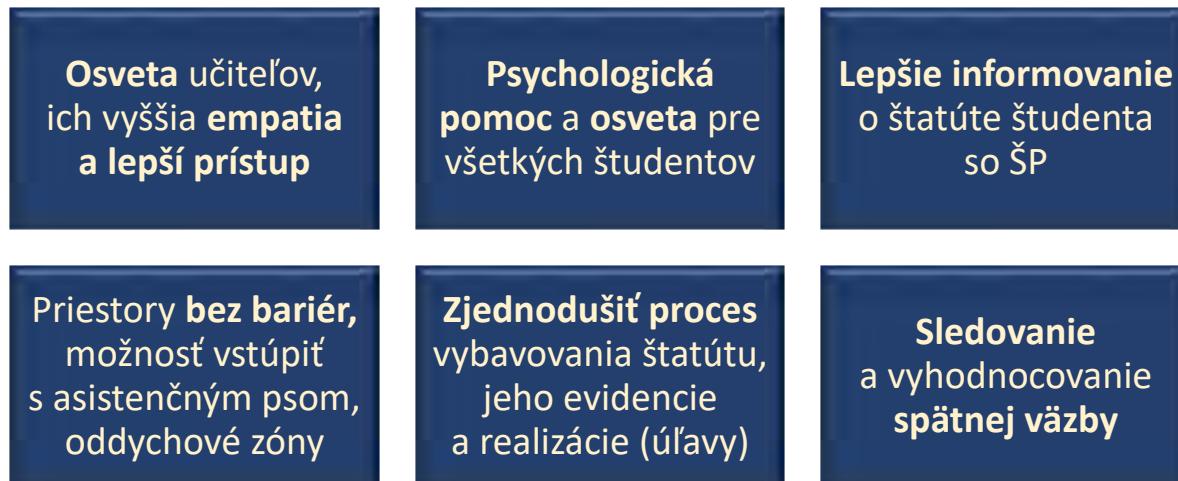 Osveta učiteľov,
ich vyššia empatia
a lepší prístup
Psychologická
pomoc a osveta pre
všetkých študentov
Lepšie informovanie
o štatúte študenta
so ŠP
Priestory bez bariér,
možnosť vstúpiť
s asistenčným psom,
oddychové zóny
Zjednodušiť proces
vybavovania štatútu,
jeho evidencie
a realizácie (úľavy)
Sledovanie
a vyhodnocovanie
spätnej väzby